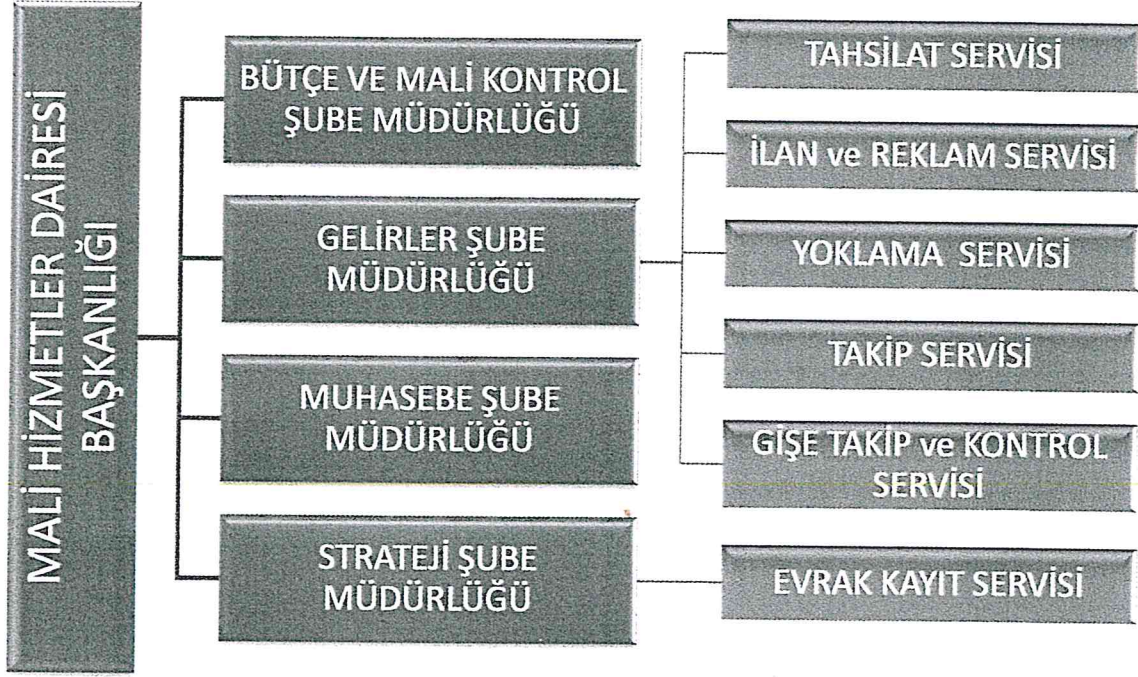 MALİ HİZMETLER DAİRESİ
BAŞKANLIĞI
BÜTÇE VE MALİ KONTROL
ŞUBE MÜDÜRLÜĞÜ
GELİRLER ŞUBE
MÜDÜRLÜĞÜ
MUHASEBE ŞUBE
MÜDÜRLÜĞÜ
STRATEJİ ŞUBE
MÜDÜRLÜĞÜ
TAHSİLAT SERVİSİ
İLAN ve REKLAM SERVİSİ
YOKLAMA SERVİSİ
TAKİP SERVİSİ
GİŞE TAKİP ve KONTROL
SERVİSİ
EVRAK KAYIT SERVİSİ